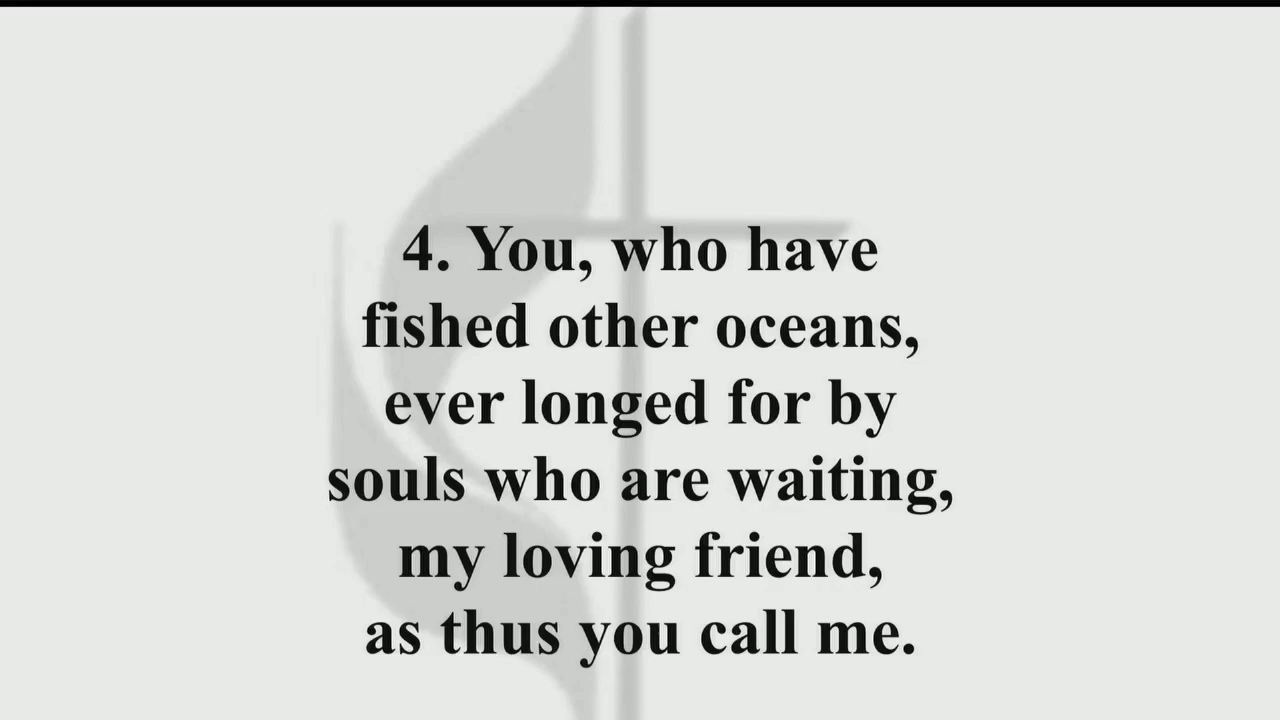 4. You, who have
fished other oceans,
ever longed for by
souls who are waiting,
my loving friend,
as thus you call me.